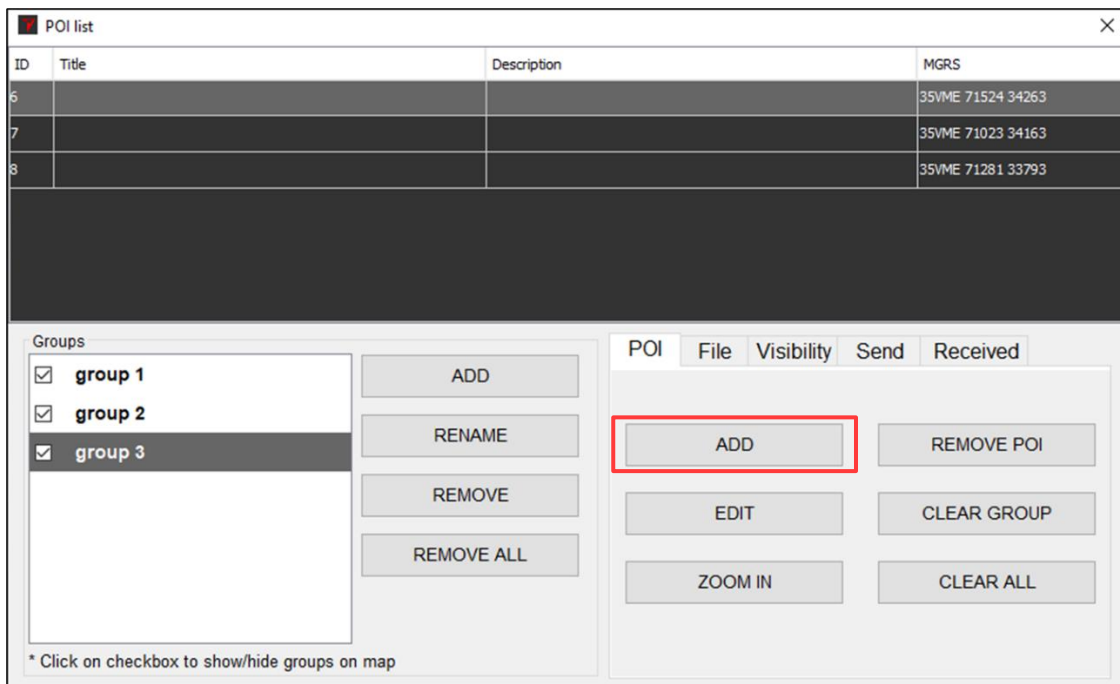 POI list
ID Title Description MGRS
6 35VME 71524 34263
7 35VME 71023 34163
8 35VME 71281 33793
Groups
group 1
group 2
group 3
ADD
RENAME
REMOVE
REMOVE ALL
* Click on checkbox to show/hide groups on map
POI File Visibility Send Received
ADD REMOVE POI
EDIT CLEAR GROUP
ZOOM IN CLEAR ALL